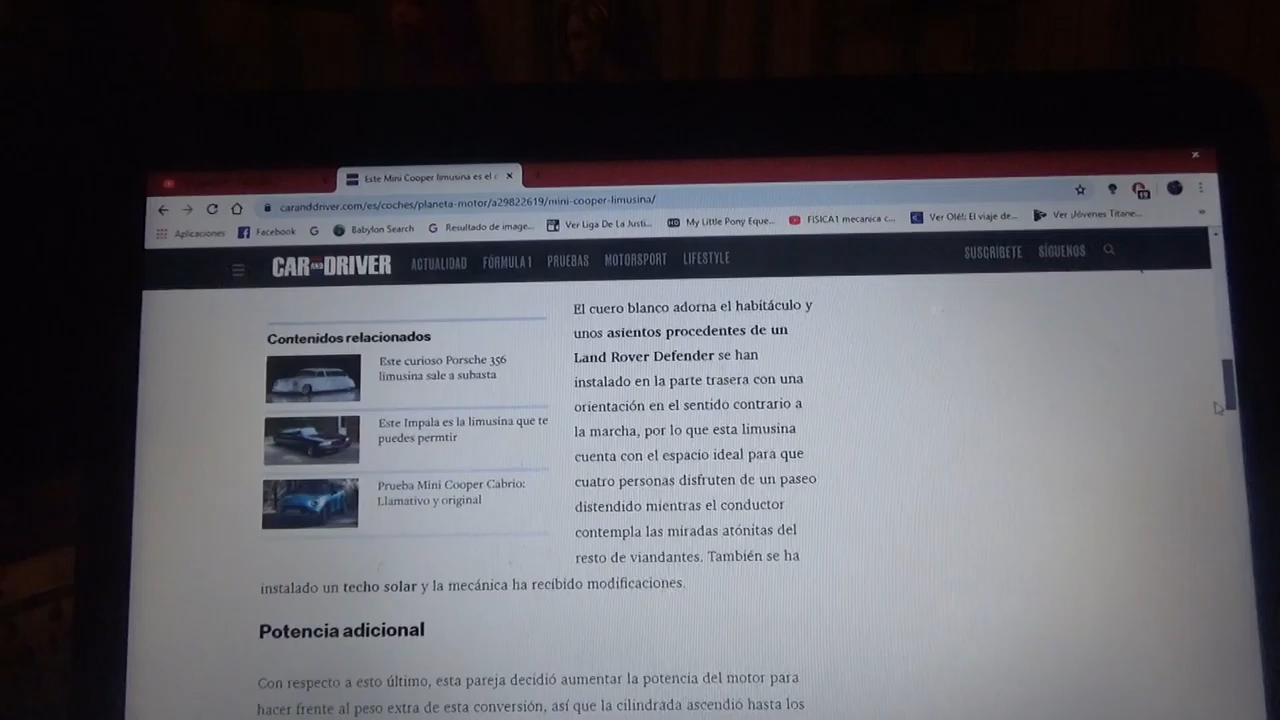 Este Mini Cooper limusina es el
caranddriver.com/es/coches/planeta-motor/a29822619/mini-cooper-limusina/
Aplicaciones Facebook Babylon Search Resultado de image... Ver Liga De La Justi... My Little Pony Eque... FISICA1 mecanica c... Ver Olé!: El viaje de... Ver ¡Jóvenes Titane...
CAR AND DRIVER ACTUALIDAD FÓRMULA 1 PRUEBAS MOTORSPORT LIFESTYLE SUSCRÍBETE SÍGUENOS
Contenidos relacionados
Este curioso Porsche 356
limusina sale a subasta
Este Impala es la limusina que te
puedes permtir
Prueba Mini Cooper Cabrio:
Llamativo y original
El cuero blanco adorna el habitáculo y
unos asientos procedentes de un
Land Rover Defender se han
instalado en la parte trasera con una
orientación en el sentido contrario a
la marcha, por lo que esta limusina
cuenta con el espacio ideal para que
cuatro personas disfruten de un paseo
distendido mientras el conductor
contempla las miradas atónitas del
resto de viandantes. También se ha
instalado un techo solar y la mecánica ha recibido modificaciones.
Potencia adicional
Con respecto a esto último, esta pareja decidió aumentar la potencia del motor para
hacer frente al peso extra de esta conversión, así que la cilindrada ascendió hasta los